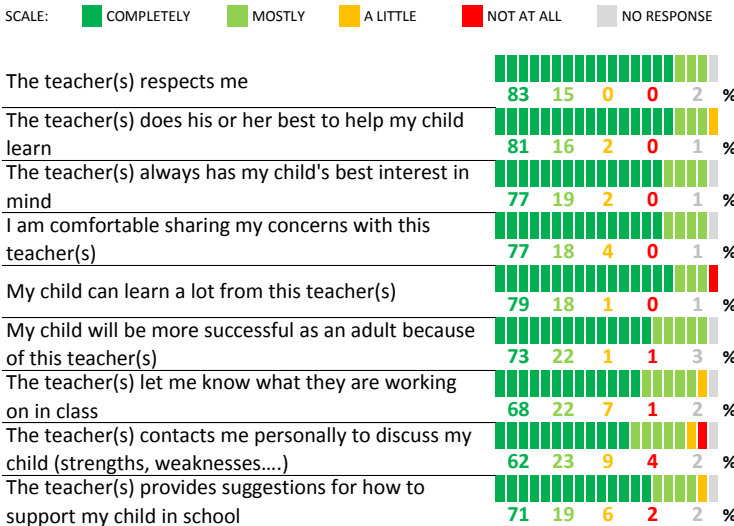 SCALE: COMPLETELY MOSTLY A LITTLE NOT AT ALL NO RESPONSE
The teacher(s) respects me
83 15 0 0 2 %
The teacher(s) does his or her best to help my child
learn
81 16 2 0 1 %
The teacher(s) always has my child's best interest in
mind
77 19 2 0 1 %
I am comfortable sharing my concerns with this
teacher(s)
77 18 4 0 1 %
My child can learn a lot from this teacher(s)
79 18 1 0 1 %
My child will be more successful as an adult because
of this teacher(s)
73 22 1 1 3 %
The teacher(s) let me know what they are working
on in class
68 22 7 1 2 %
The teacher(s) contacts me personally to discuss my
child (strengths, weaknesses....)
62 23 9 4 2 %
The teacher(s) provides suggestions for how to
support my child in school
71 19 6 2 2 %